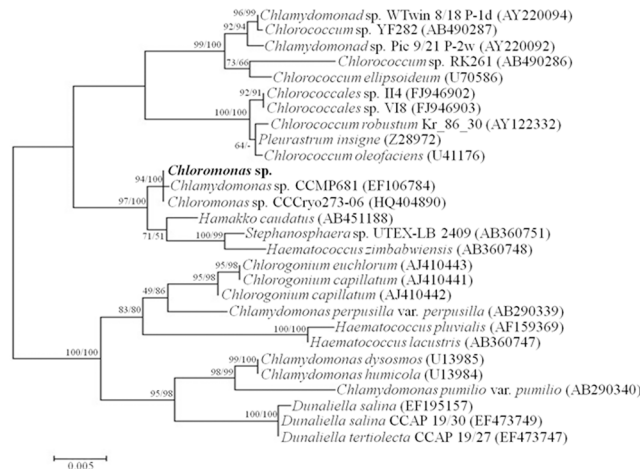 96/99
Chlamydomonad sp. WTwin 8/18 P-1d (AY220094)
92/94
Chlorococcum sp. YF282 (AB490287)
Chlamydomonad sp. Pic 9/21 P-2w (AY220092)
99/100
73/66
Chlorococcum sp. RK261 (AB490286)
Chlorococcum ellipsoideum (U70586)
92/91
Chlorococcales sp. II4 (FJ946902)
Chlorococcales sp. VI8 (FJ946903)
100/100
Chlorococcum robustum Kr_86_30 (AY122332)
Pleurastrum insigne (Z28972)
64/-
Chlorococcum oleofaciens (U41176)
Chloromonas sp.
94/100
Chlamydomonas sp. CCMP681 (EF106784)
Chloromonas sp. CCCryo273-06 (HQ404890)
97/100
Hamakko caudatus (AB451188)
71/51
Stephanosphaera sp. UTEX-LB 2409 (AB360751)
100/99
Haematococcus zimbabwiensis (AB360748)
95/98
Chlorogonium euchlorum (AJ410443)
95/98
Chlorogonium capillatum (AJ410441)
49/86
Chlorogonium capillatum (AJ410442)
83/80
Chlamydomonas perpusilla var. perpusilla (AB290339)
100/100
Haematococcus pluvialis (AF159369)
Haematococcus lacustris (AB360747)
100/100
99/100
Chlamydomonas dysosmos (U13985)
98/99
Chlamydomonas humicola (U13984)
Chlamydomonas pumilio var. pumilio (AB290340)
95/98
Dunaliella salina (EF195157)
100/100
Dunaliella salina CCAP 19/30 (EF473749)
Dunaliella tertiolecta CCAP 19/27 (EF473747)
0.005